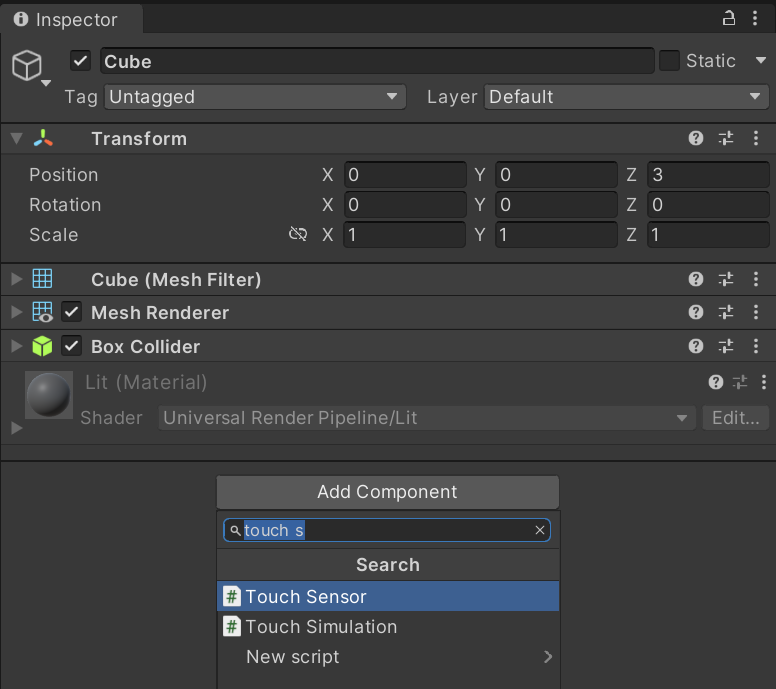 Inspector
Cube
Static
Tag Untagged Layer Default
Transform
Position X 0 Y 0 Z 3
Rotation X 0 Y 0 Z 0
Scale X 1 Y 1 Z 1
Cube (Mesh Filter)
Mesh Renderer
Box Collider
Lit (Material)
Shader Universal Render Pipeline/Lit Edit...
Add Component
touch s
Search
# Touch Sensor
# Touch Simulation
New script